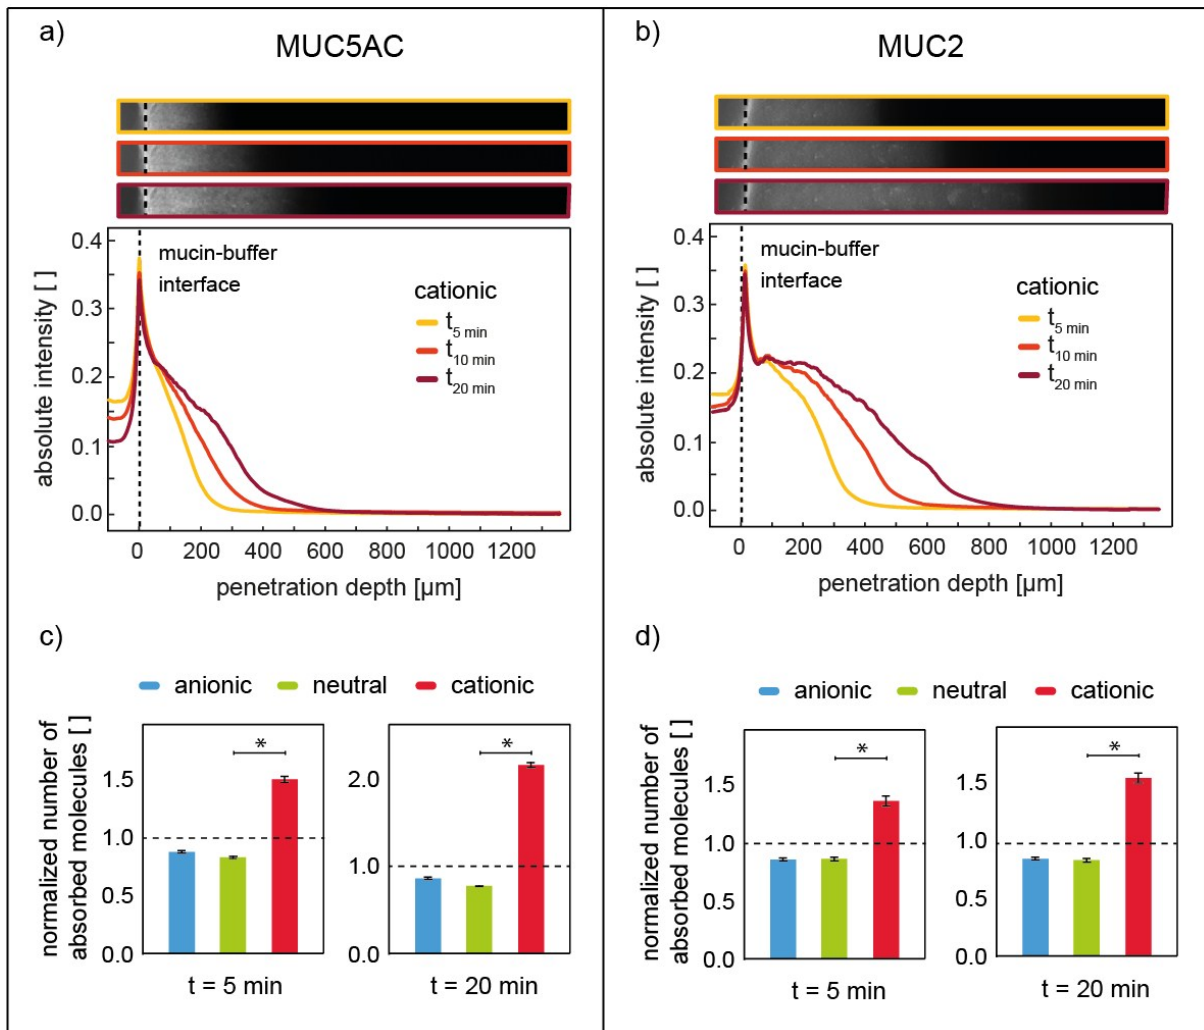 a)
MUC5AC
0.4
0.3
0.2
0.1
0.0
absolute intensity [ ]
mucin-buffer
interface
cationic
t5 min
t10 min
t20 min
0 200 400 600 800 1000 1200
penetration depth [µm]
b)
MUC2
0.4
0.3
0.2
0.1
0.0
absolute intensity [ ]
mucin-buffer
interface
cationic
t5 min
t10 min
t20 min
0 200 400 600 800 1000 1200
penetration depth [µm]
c)
anionic neutral cationic
normalized number of
absorbed molecules [ ]
1.5
1.0
0.5
0.0
*
t = 5 min
2.0
1.0
0.0
*
t = 20 min
d)
anionic neutral cationic
normalized number of
absorbed molecules [ ]
1.5
1.0
0.5
0.0
*
t = 5 min
1.5
1.0
0.5
0.0
*
t = 20 min